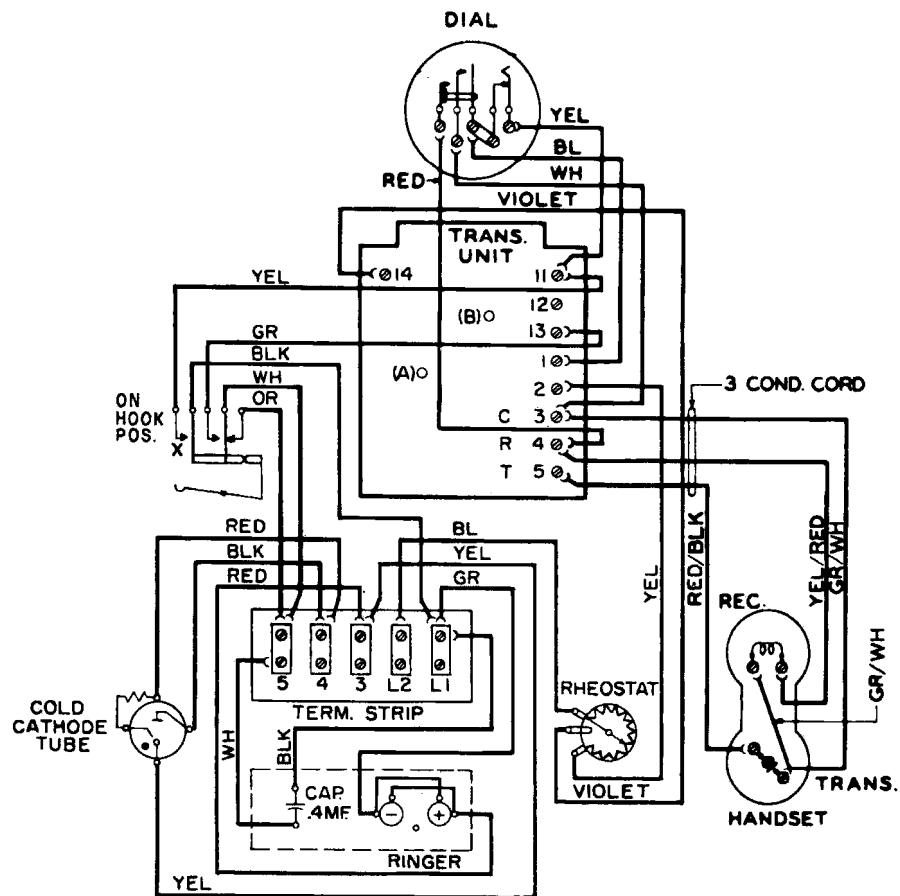 DIAL
YEL
BL
WH
RED
VIOLET
TRANS.
UNIT
14
11
YEL
12
(B)
13
GR
BLK
1
(A)
WH
2
3 COND. CORD
OR
ON
HOOK
POS.
C 3
X
R 4
T 5
RED
BL
BLK
YEL
RED
GR
YEL
RED/BLK
YEL/RED
GR/WH
REC.
GR/WH
5 4 3 L2 L1
RHEOSTAT
TERM. STRIP
COLD
CATHODE
TUBE
WH
BLK
CAP.
.4MF.
- +
VIOLET
TRANS.
HANDSET
RINGER
YEL